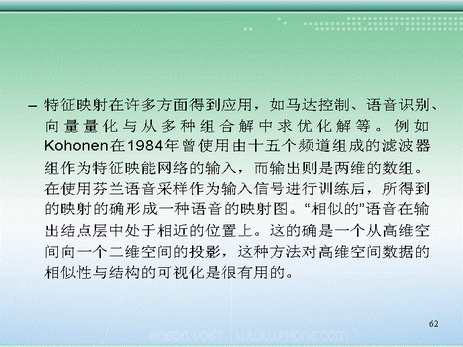 – 特征映射在许多方面得到应用，如马达控制、语音识别、
向量量化与从多种组合解中求优化解等。例如
Kohonen在1984年曾使用由十五个频道组成的滤波器
组作为特征映能网络的输入，而输出则是两维的数组。
在使用芬兰语音采样作为输入信号进行训练后，所得到
的映射的确形成一种语音的映射图。“相似的”语音在输
出结点层中处于相近的位置上。这的确是一个从高维空
间向一个二维空间的投影，这种方法对高维空间数据的
相似性与结构的可视化是很有用的。
62